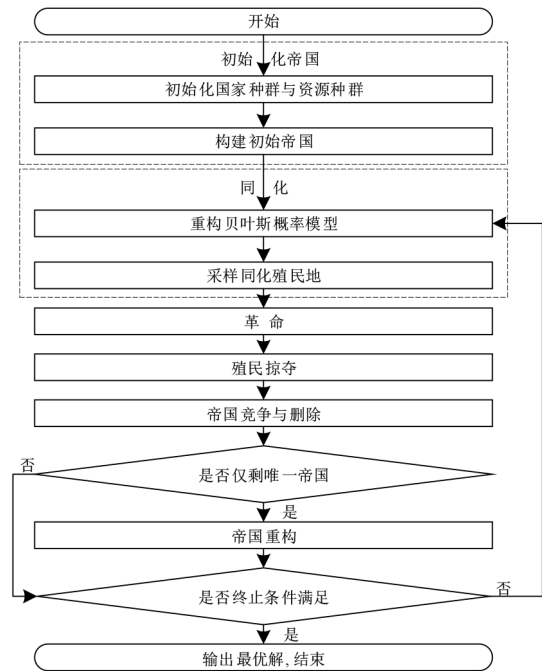 开始
初始化帝国
初始化国家种群与资源种群
构建初始帝国
同化
重构贝叶斯概率模型
采样同化殖民地
革 命
殖民掠夺
帝国竞争与删除
否
是否仅剩唯一帝国
是
帝国重构
否
是否终止条件满足
是
输出最优解,结束